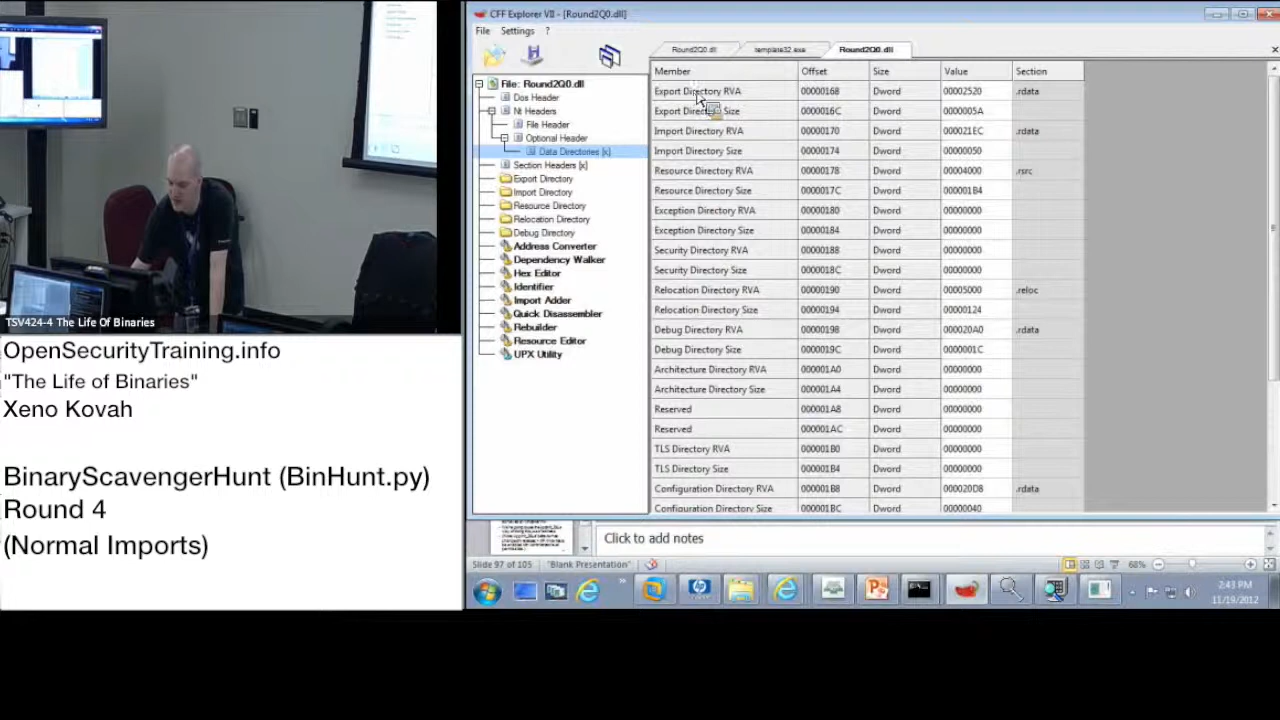 TSV424-4 The Life Of Binaries
OpenSecurityTraining.info
"The Life of Binaries"
Xeno Kovah
BinaryScavengerHunt (BinHunt.py)
Round 4
(Normal Imports)
CFF Explorer VII - [Round2Q0.dll]
File Settings ?
Round2Q0.dll template32.exe Round2Q0.dll
File: Round2Q0.dll
Dos Header
Nt Headers
File Header
Optional Header
Data Directories [x]
Section Headers [x]
Export Directory
Import Directory
Resource Directory
Relocation Directory
Debug Directory
Address Converter
Dependency Walker
Hex Editor
Identifier
Import Adder
Quick Disassembler
Rebuilder
Resource Editor
UPX Utility
Member Offset Size Value Section
Export Directory RVA 00000168 Dword 00002520 .rdata
Export Size 0000016C Dword
Import Directory RVA 00000170 Dword 000021EC .rdata
Import Directory Size 00000174 Dword
Resource Directory RVA 00000178 Dword 00004000 .rsrc
Resource Directory Size 0000017C Dword 000001B4
Exception Directory RVA 00000180 Dword 00000000
Exception Directory Size 00000184 Dword 00000000
Security Directory RVA 00000188 Dword 00000000
Security Directory Size 0000018C Dword 00000000
Relocation Directory RVA 00000190 Dword 00005000 .reloc
Relocation Directory Size 00000194 Dword 00000124
Debug Directory RVA 00000198 Dword 000020A0 .rdata
Debug Directory Size 0000019C Dword 0000001C
Architecture Directory RVA 000001A0 Dword 00000000
Architecture Directory Size 000001A4 Dword 00000000
Reserved 000001A8 Dword 00000000
Reserved 000001AC Dword 00000000
TLS Directory RVA 000001B0 Dword 00000000
TLS Directory Size 000001B4 Dword 00000000
Configuration Directory RVA 000001B8 Dword 000020D8 .rdata
Configuration Directory Size 000001BC Dword 00000040
Click to add notes
Slide 97 of 105 "Blank Presentation" 68%
2:43 PM
11/19/2012